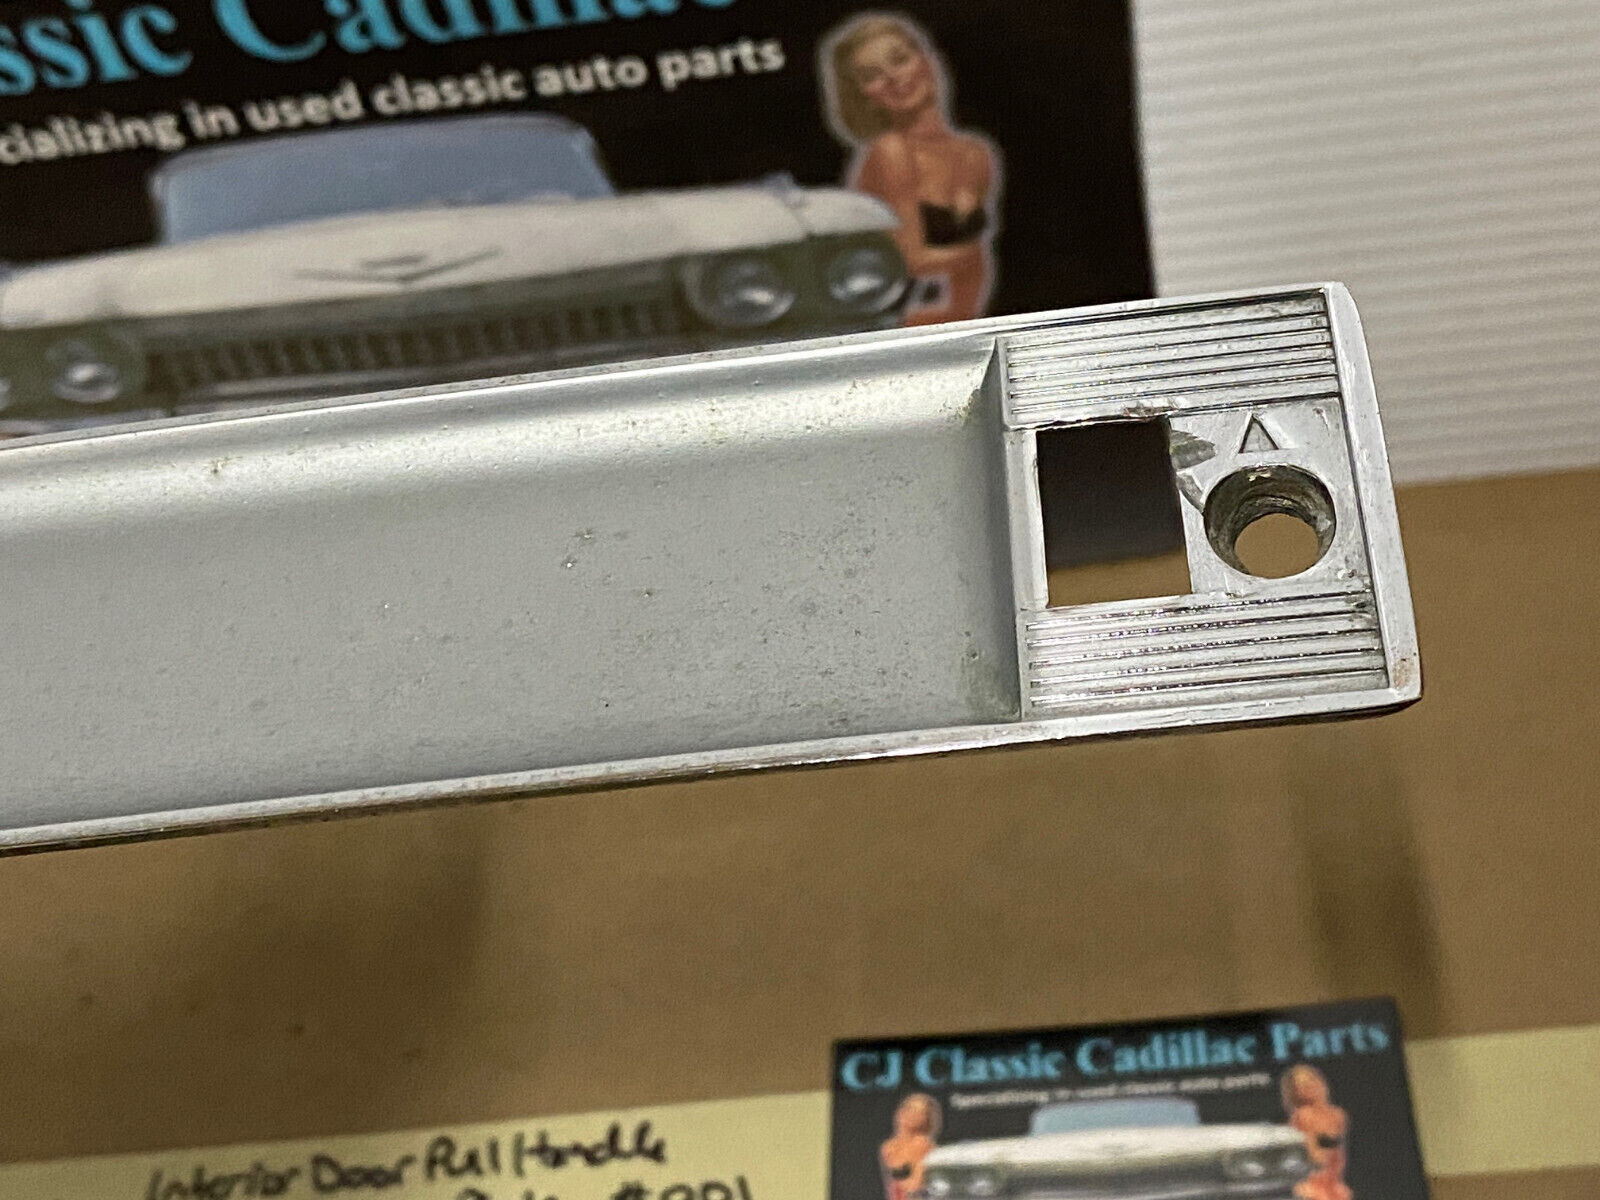 ssic Cadillac
cializing in used classic auto parts
Δ
CJ Classic Cadillac Parts
Specializing in used classic auto parts
Interior Door Pull Handle